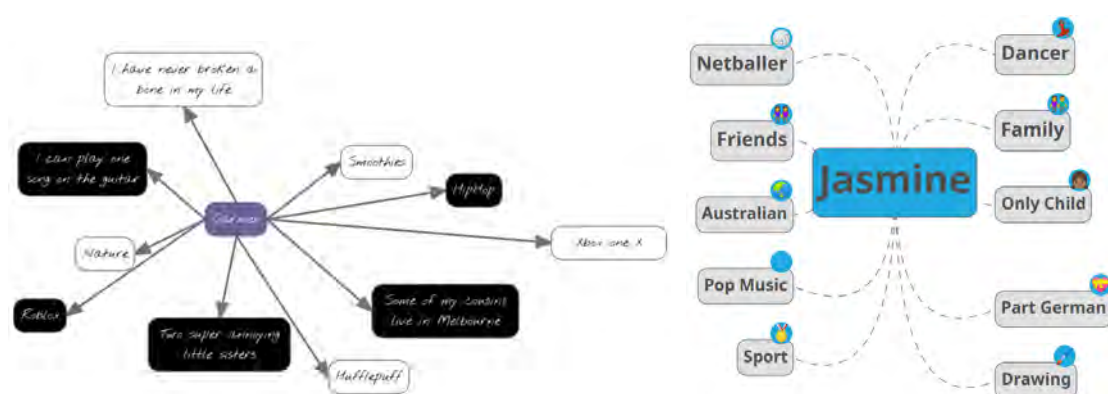 I have never broken a
bone in my life
I can play one
song on the guitar
Smoothies
HipHop
Nature
Xbox one X
Roblox
Two super annoying
little sisters
Some of my cousins
live in Melbourne
Hufflepuff
Netballer
Dancer
Friends
Family
Jasmine
Australian
Only Child
Pop Music
Part German
Sport
Drawing